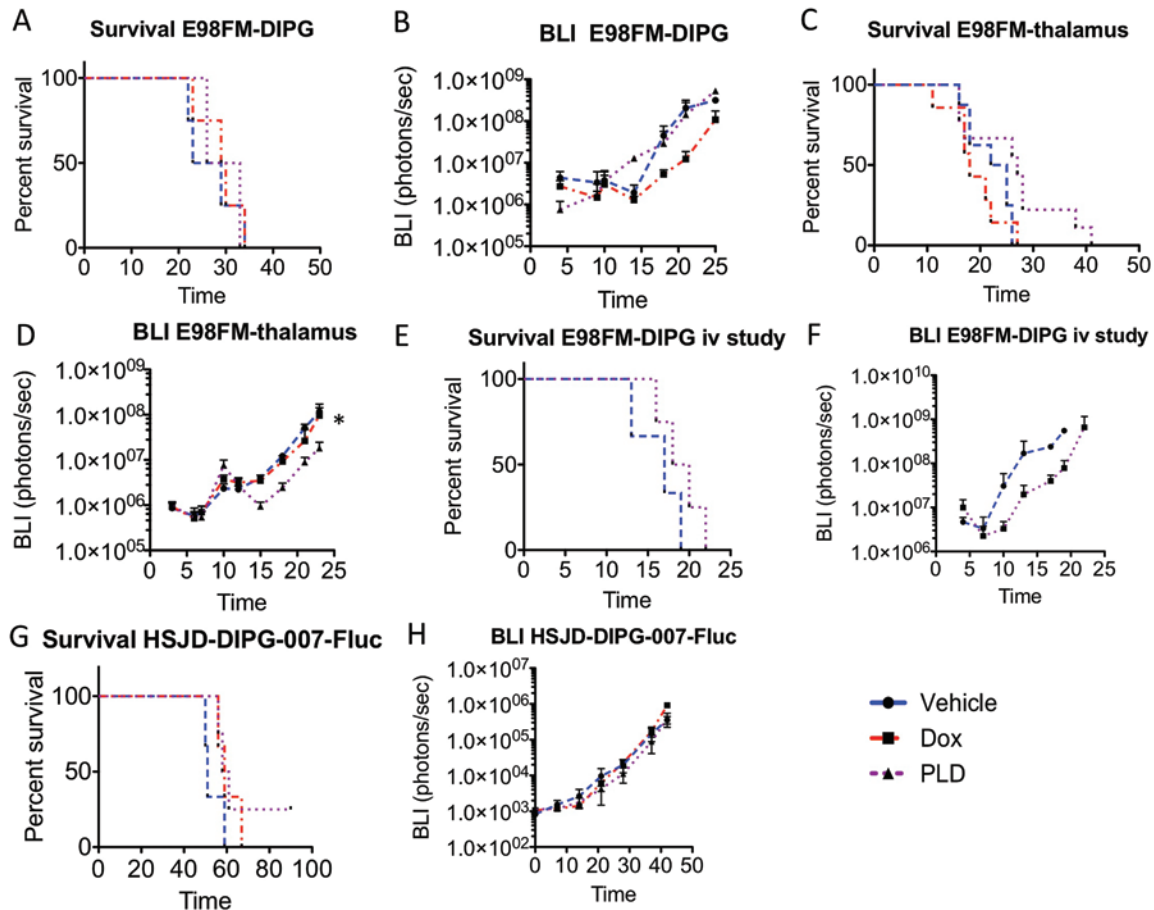 A
Survival E98FM-DIPG
Percent survival
100
50
0
0 10 20 30 40 50
Time
B
BLI E98FM-DIPG
BLI (photons/sec)
1.0×10⁰⁹
1.0×10⁰⁸
1.0×10⁰⁷
1.0×10⁰⁶
1.0×10⁰⁵
0 5 10 15 20 25
Time
C
Survival E98FM-thalamus
Percent survival
100
50
0
0 10 20 30 40 50
Time
D
BLI E98FM-thalamus
BLI (photons/sec)
1.0×10⁰⁹
1.0×10⁰⁸
1.0×10⁰⁷
1.0×10⁰⁶
1.0×10⁰⁵
*
0 5 10 15 20 25
Time
E
Survival E98FM-DIPG iv study
Percent survival
100
50
0
0 5 10 15 20 25
Time
F
BLI E98FM-DIPG iv study
BLI (photons/sec)
1.0×10¹⁰
1.0×10⁰⁹
1.0×10⁰⁸
1.0×10⁰⁷
1.0×10⁰⁶
0 5 10 15 20 25
Time
G
Survival HSJD-DIPG-007-Fluc
Percent survival
100
50
0
0 20 40 60 80 100
Time
H
BLI HSJD-DIPG-007-Fluc
BLI (photons/sec)
1.0×10⁰⁷
1.0×10⁰⁶
1.0×10⁰⁵
1.0×10⁰⁴
1.0×10⁰³
1.0×10⁰²
0 10 20 30 40 50
Time
Vehicle
Dox
PLD